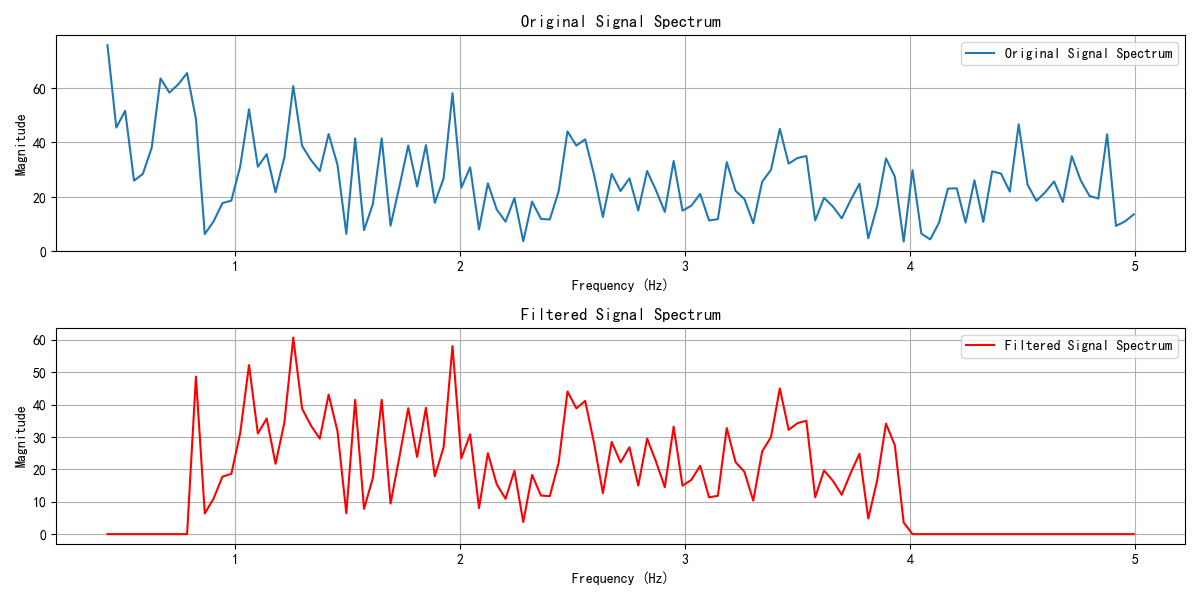 Original Signal Spectrum
Original Signal Spectrum
Magnitude
60
40
20
0
1 2 3 4 5
Frequency (Hz)
Filtered Signal Spectrum
Filtered Signal Spectrum
Magnitude
60
50
40
30
20
10
0
1 2 3 4 5
Frequency (Hz)